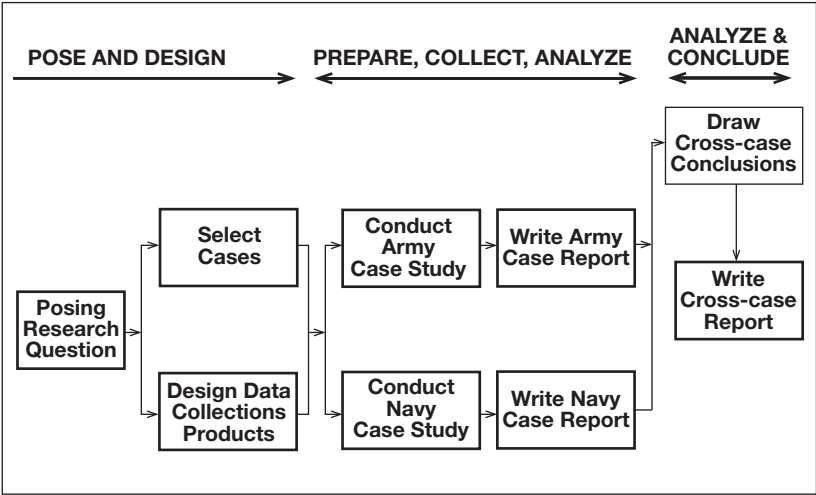 POSE AND DESIGN
PREPARE, COLLECT, ANALYZE
ANALYZE &
CONCLUDE
Posing
Research
Question
Select
Cases
Design Data
Collections
Products
Conduct
Army
Case Study
Write Army
Case Report
Conduct
Navy
Case Study
Write Navy
Case Report
Draw
Cross-case
Conclusions
Write
Cross-case
Report